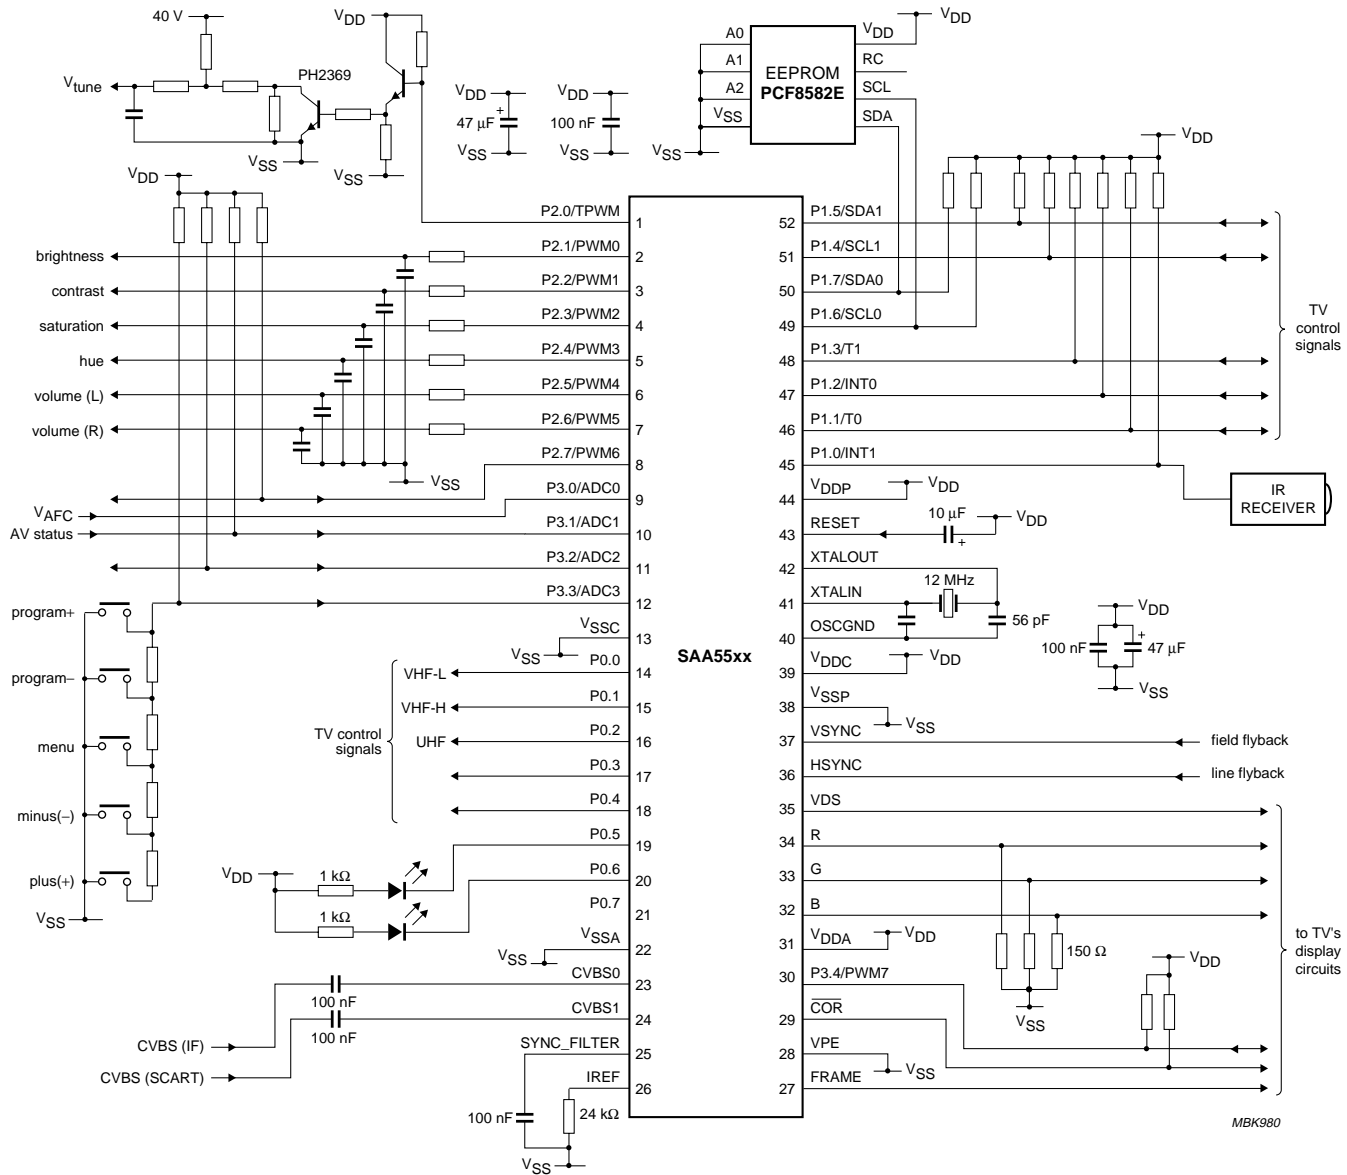 40 V
VDD
Vtune
PH2369
VSS
VSS
VDD
47 µF
+
VSS
VDD
100 nF
VSS
A0
A1
A2
VSS
VSS
EEPROM
PCF8582E
VDD
RC
SCL
SDA
VDD
VDD
VDD
brightness
contrast
saturation
hue
volume (L)
volume (R)
VSS
VAFC
AV status
P2.0/TPWM
1
P2.1/PWM0
2
P2.2/PWM1
3
P2.3/PWM2
4
P2.4/PWM3
5
P2.5/PWM4
6
P2.6/PWM5
7
P2.7/PWM6
8
P3.0/ADC0
9
P3.1/ADC1
10
P3.2/ADC2
11
P3.3/ADC3
12
VSSC
VSS
13
P0.0
14
P0.1
15
P0.2
16
P0.3
17
P0.4
18
P0.5
19
P0.6
20
P0.7
21
VSSA
VSS
22
CVBS0
23
CVBS1
24
SYNC_FILTER
25
IREF
26
program+
program−
menu
minus(−)
plus(+)
VSS
TV control
signals
VHF-L
VHF-H
UHF
VDD
1 kΩ
1 kΩ
100 nF
100 nF
CVBS (IF)
CVBS (SCART)
100 nF
24 kΩ
VSS
SAA55xx
52
P1.5/SDA1
51
P1.4/SCL1
50
P1.7/SDA0
49
P1.6/SCL0
48
P1.3/T1
47
P1.2/INT0
46
P1.1/T0
45
P1.0/INT1
44
VDDP
VDD
43
RESET
10 µF
+
VDD
42
XTALOUT
41
XTALIN
12 MHz
56 pF
40
OSCGND
39
VDDC
VDD
38
VSSP
VSS
37
VSYNC
36
HSYNC
35
VDS
34
R
33
G
32
B
31
VDDA
VDD
30
P3.4/PWM7
29
COR
28
VPE
VSS
27
FRAME
TV
control
signals
IR
RECEIVER
VDD
100 nF
+
47 µF
VSS
field flyback
line flyback
150 Ω
VSS
VDD
to TV's
display
circuits
MBK980